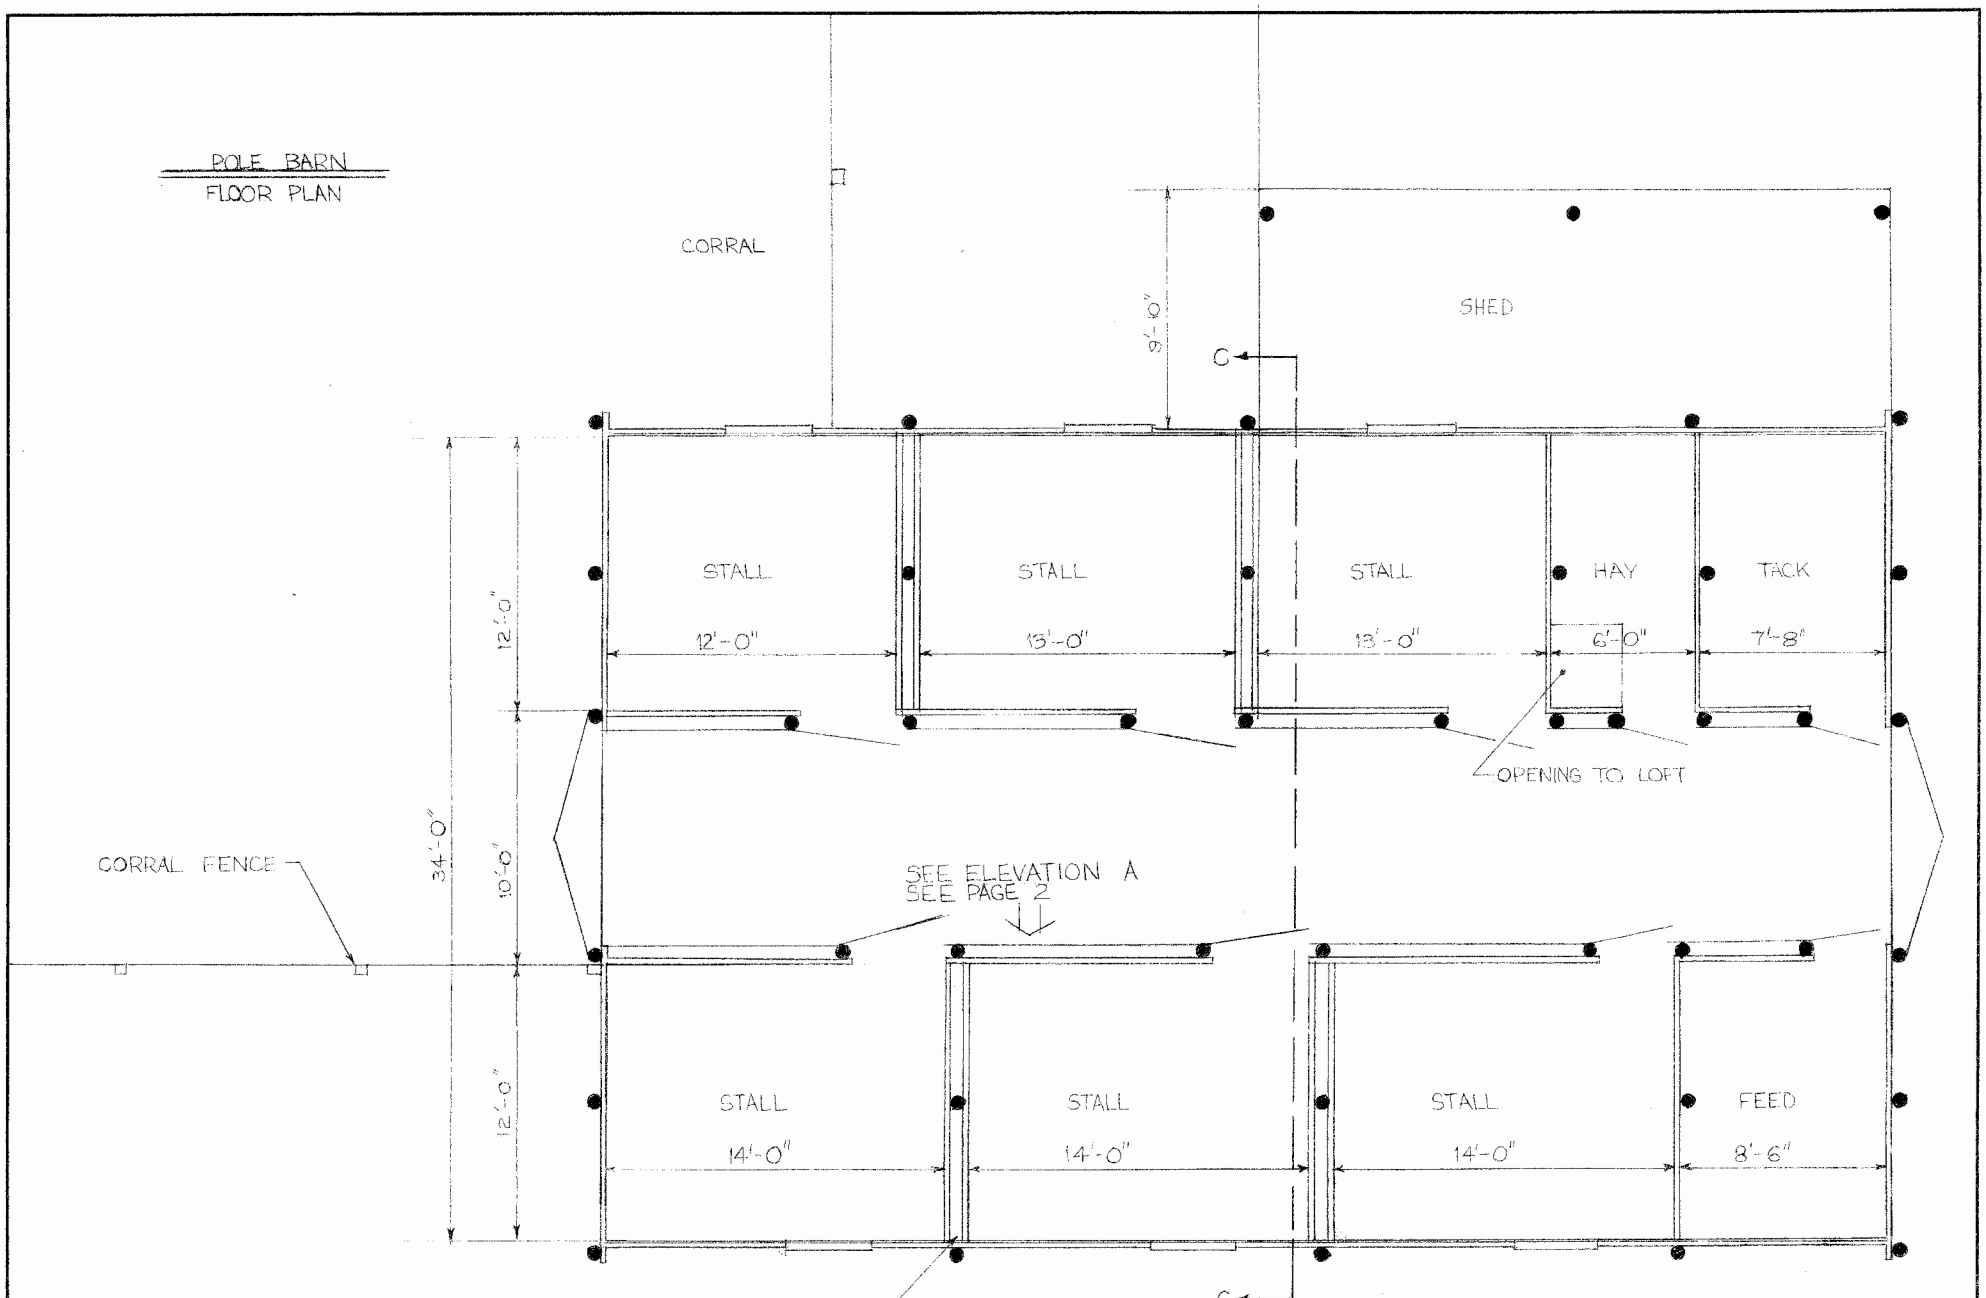 POLE BARN
FLOOR PLAN
CORRAL
SHED
9'-10"
C
STALL
STALL
STALL
HAY
TACK
12'-0"
13'-0"
13'-0"
6'-0"
7'-8"
12'-0"
OPENING TO LOFT
34'-0"
10'-0"
CORRAL FENCE
SEE ELEVATION A
SEE PAGE 2
12'-0"
STALL
STALL
STALL
FEED
14'-0"
14'-0"
14'-0"
8'-6"